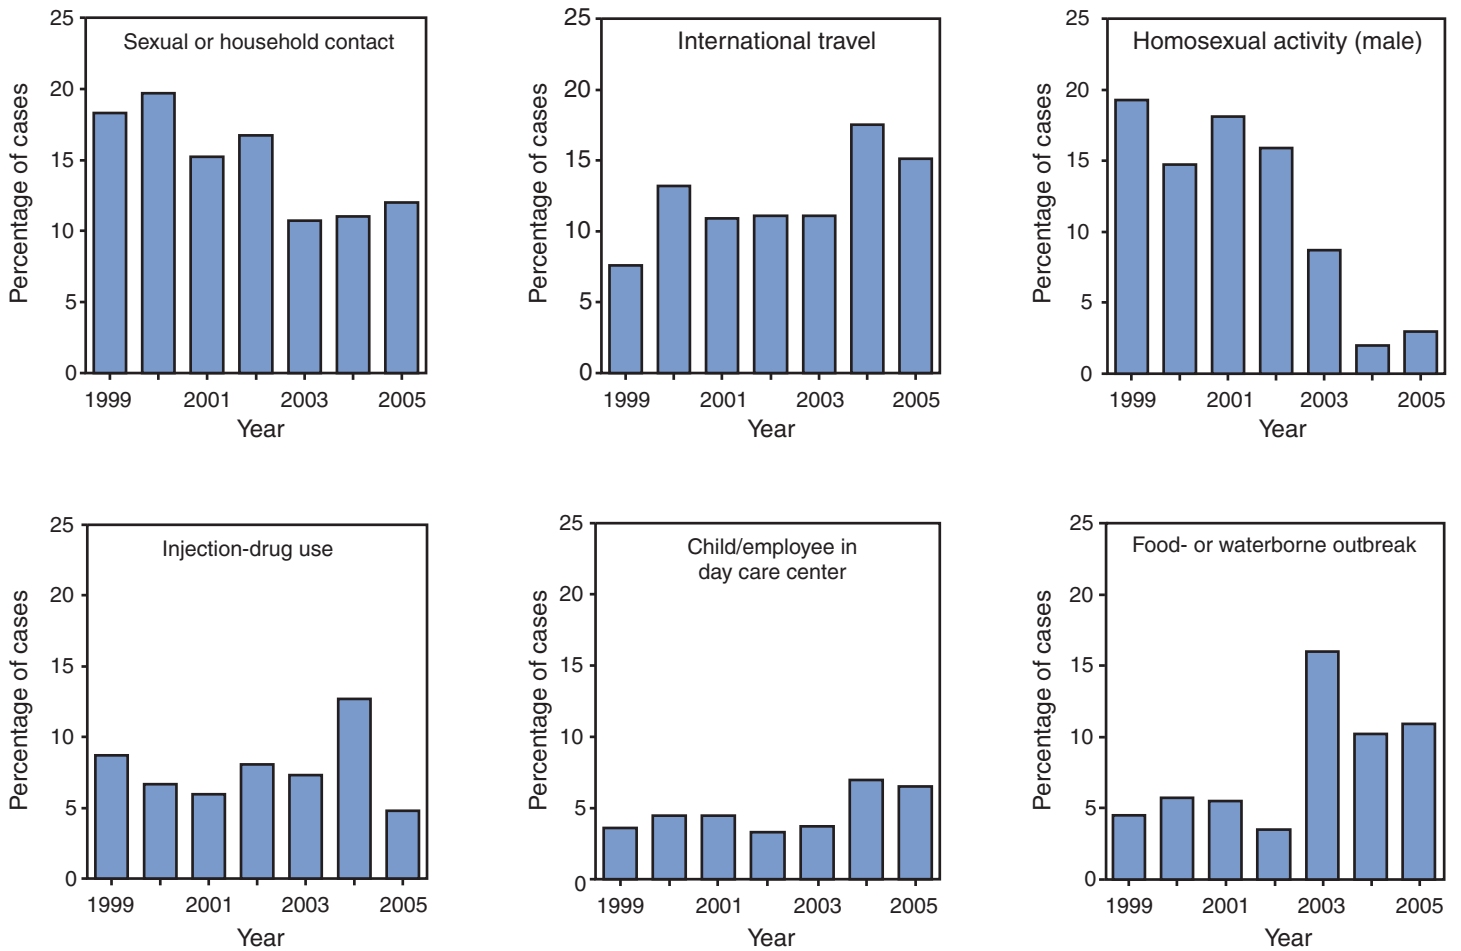 Sexual or household contact
Percentage of cases
25
20
15
10
5
0
1999 2001 2003 2005
Year
International travel
Percentage of cases
25
20
15
10
5
0
1999 2001 2003 2005
Year
Homosexual activity (male)
Percentage of cases
25
20
15
10
5
0
1999 2001 2003 2005
Year
Injection-drug use
Percentage of cases
25
20
15
10
5
0
1999 2001 2003 2005
Year
Child/employee in
day care center
Percentage of cases
25
20
15
10
5
0
1999 2001 2003 2005
Year
Food- or waterborne outbreak
Percentage of cases
25
20
15
10
5
0
1999 2001 2003 2005
Year